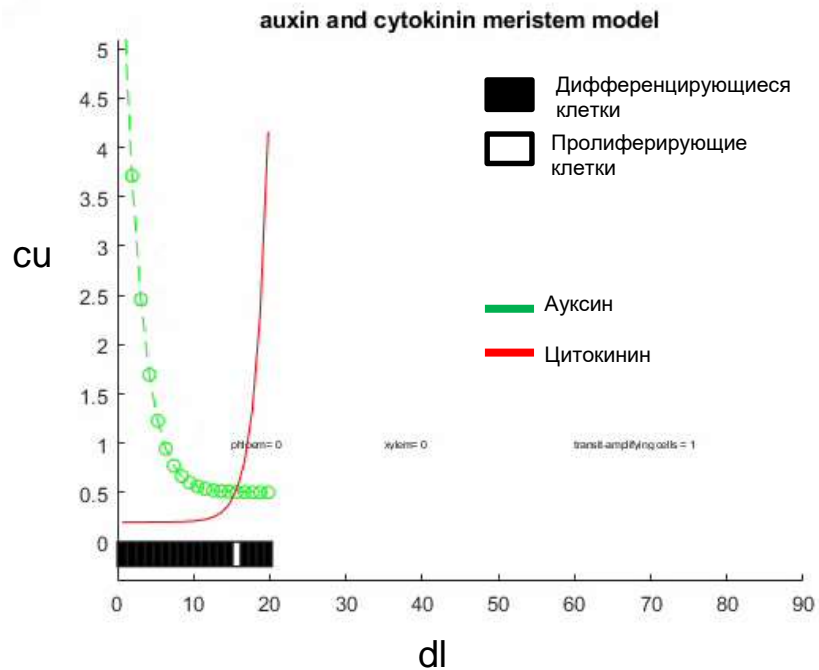 auxin and cytokinin meristem model
5
4.5
4
3.5
3
2.5
2
1.5
1
0.5
0
cu
Дифференцирующиеся
клетки
Пролиферирующие
клетки
Ауксин
Цитокинин
phloem= 0
xylem= 0
transit-amplifying cells = 1
0 10 20 30 40 50 60 70 80 90
dl